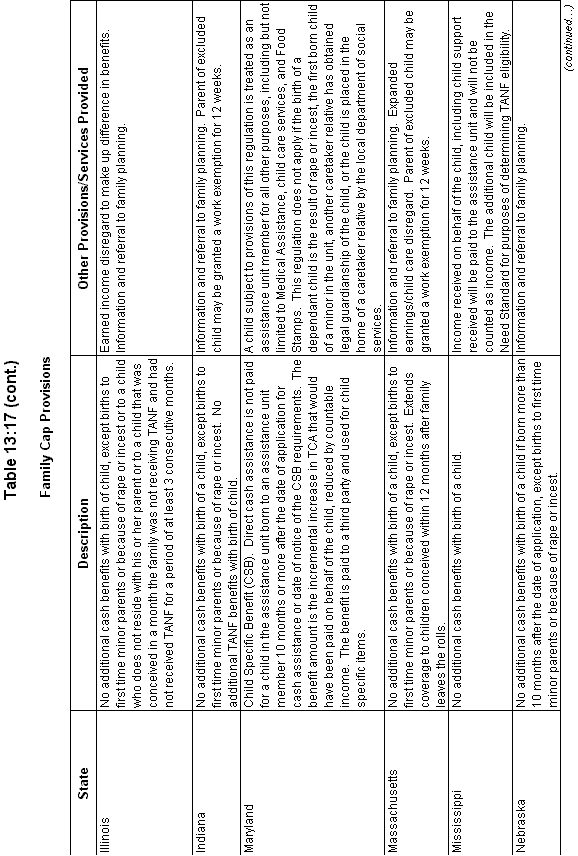 Table 13:17 (cont.)
Family Cap Provisions
State
Description
Other Provisions/Services Provided
Illinois
No additional cash benefits with birth of child, except births to
first time minor parents or because of rape or incest or to a child
who does not reside with his or her parent or to a child that was
conceived in a month the family was not receiving TANF and had
not received TANF for a period of at least 3 consecutive months.
Earned income disregard to make up difference in benefits.
Information and referral to family planning.
Indiana
No additional cash benefits with birth of a child, except births to
first time minor parents or because of rape or incest. No
additional TANF benefits with birth of child.
Information and referral to family planning. Parent of excluded
child may be granted a work exemption for 12 weeks.
Maryland
Child Specific Benefit (CSB). Direct cash assistance is not paid
for a child in the assistance unit born to an assistance unit
member 10 months or more after the date of application for
cash assistance or date of notice of the CSB requirements. The
benefit amount is the incremental increase in TCA that would
have been paid on behalf of the child, reduced by countable
income. The benefit is paid to a third party and used for child
specific items.
A child subject to provisions of this regulation is treated as an
assistance unit member for all other purposes, including but not
limited to Medical Assistance, child care services, and Food
Stamps. This regulation does not apply if the birth of a
dependant child is the result of rape or incest, the first born child
of a minor in the unit, another caretaker relative has obtained
legal guardianship of the child, or the child is placed in the
home of a caretaker relative by the local department of social
services.
Massachusetts
No additional cash benefits with birth of a child, except births to
first time minor parents or because of rape or incest. Extends
coverage to children conceived within 12 months after family
leaves the rolls.
Information and referral to family planning. Expanded
earnings/child care disregard. Parent of excluded child may be
granted a work exemption for 12 weeks.
Mississippi
No additional cash benefits with birth of a child.
Income received on behalf of the child, including child support
received will be paid to the assistance unit and will not be
counted as income. The additional child will be included in the
Need Standard for purposes of determining TANF eligibility.
Nebraska
No additional cash benefits with birth of a child if born more than
10 months after the date of application, except births to first time
minor parents or because of rape or incest.
Information and referral to family planning.
(continued…)